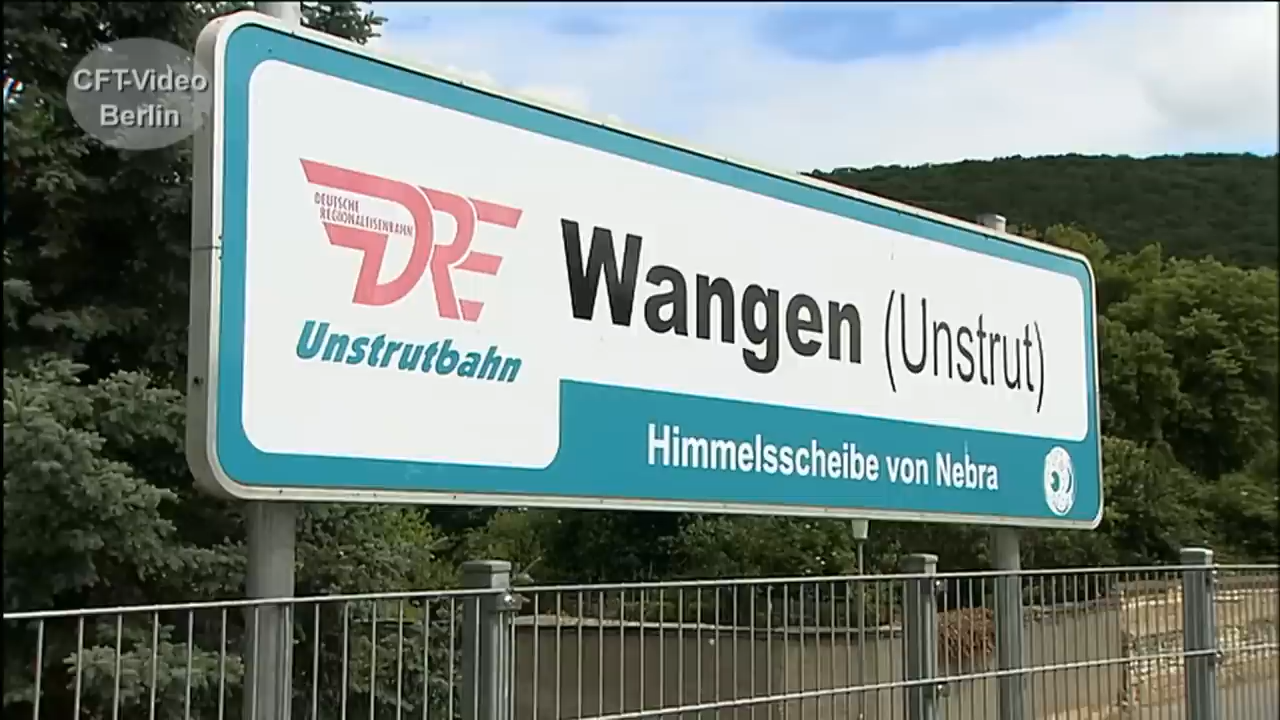 CFT-Video
Berlin
DEUTSCHE
REGIONALEISENBAHN
DRE
Unstrutbahn
Wangen (Unstrut)
Himmelsscheibe von Nebra